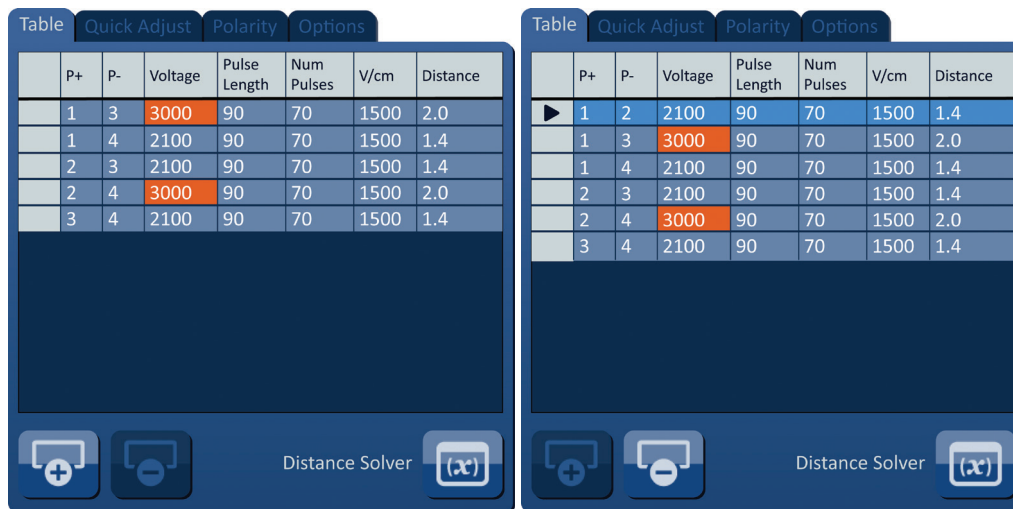 Table Quick Adjust Polarity Options
P+ P- Voltage Pulse Length Num Pulses V/cm Distance
1 3 3000 90 70 1500 2.0
1 4 2100 90 70 1500 1.4
2 3 2100 90 70 1500 1.4
2 4 3000 90 70 1500 2.0
3 4 2100 90 70 1500 1.4
Distance Solver (x)
Table Quick Adjust Polarity Options
P+ P- Voltage Pulse Length Num Pulses V/cm Distance
1 2 2100 90 70 1500 1.4
1 3 3000 90 70 1500 2.0
1 4 2100 90 70 1500 1.4
2 3 2100 90 70 1500 1.4
2 4 3000 90 70 1500 2.0
3 4 2100 90 70 1500 1.4
Distance Solver (x)